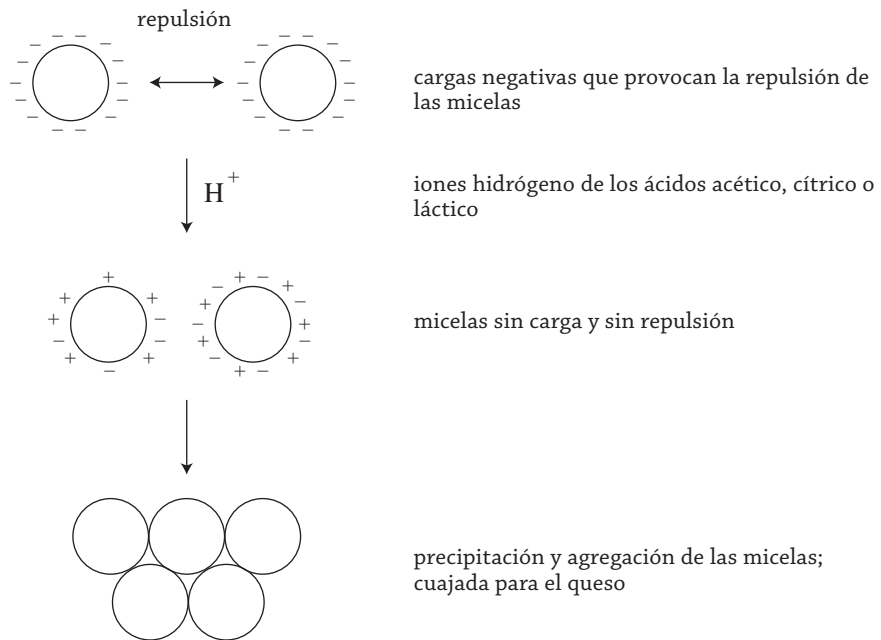 repulsión
cargas negativas que provocan la repulsión de
las micelas
H⁺
iones hidrógeno de los ácidos acético, cítrico o
láctico
micelas sin carga y sin repulsión
precipitación y agregación de las micelas;
cuajada para el queso